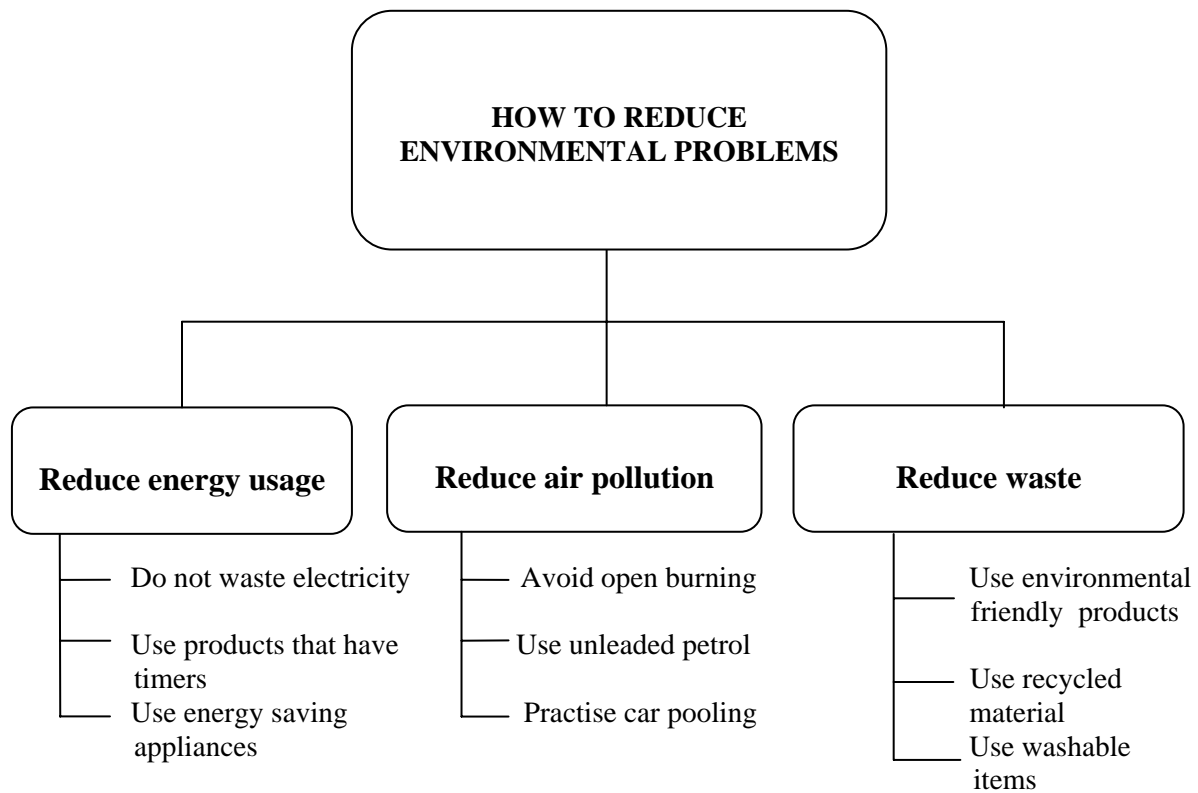 HOW TO REDUCE
ENVIRONMENTAL PROBLEMS
Reduce energy usage
Do not waste electricity
Use products that have
timers
Use energy saving
appliances
Reduce air pollution
Avoid open burning
Use unleaded petrol
Practise car pooling
Reduce waste
Use environmental
friendly products
Use recycled
material
Use washable
items